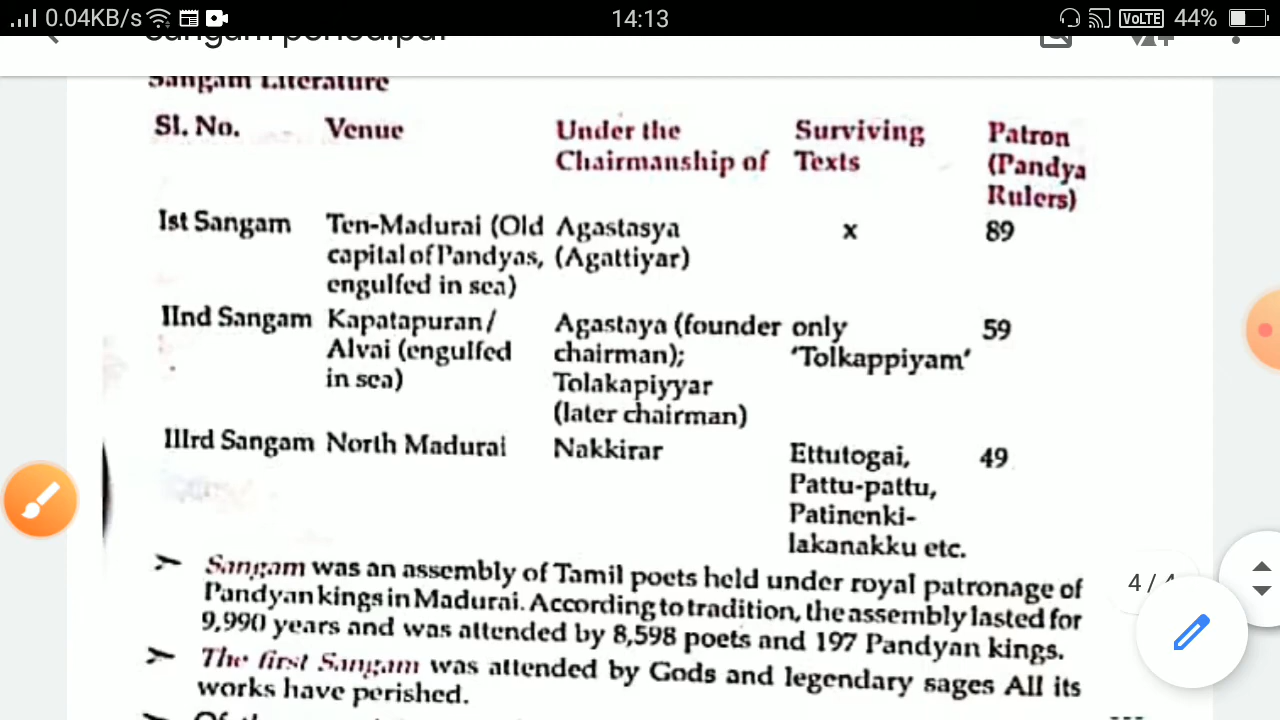 0.04KB/s 14:13 VoLTE 44%
sangam period.pdf
Sangam Literature
Sl. No. Venue Under the Chairmanship of Surviving Texts Patron (Pandya Rulers)
Ist Sangam Ten-Madurai (Old capital of Pandyas, engulfed in sea) Agastasya (Agattiyar) x 89
IInd Sangam Kapatapuran/ Alvai (engulfed in sea) Agastaya (founder chairman); Tolakapiyyar (later chairman) only 'Tolkappiyam' 59
IIIrd Sangam North Madurai Nakkirar Ettutogai, Pattu-pattu, Patinenki-lakanakku etc. 49
➢ Sangam was an assembly of Tamil poets held under royal patronage of
Pandyan kings in Madurai. According to tradition, the assembly lasted for
9,990 years and was attended by 8,598 poets and 197 Pandyan kings.
➢ The first Sangam was attended by Gods and legendary sages All its
works have perished.
4 / 4